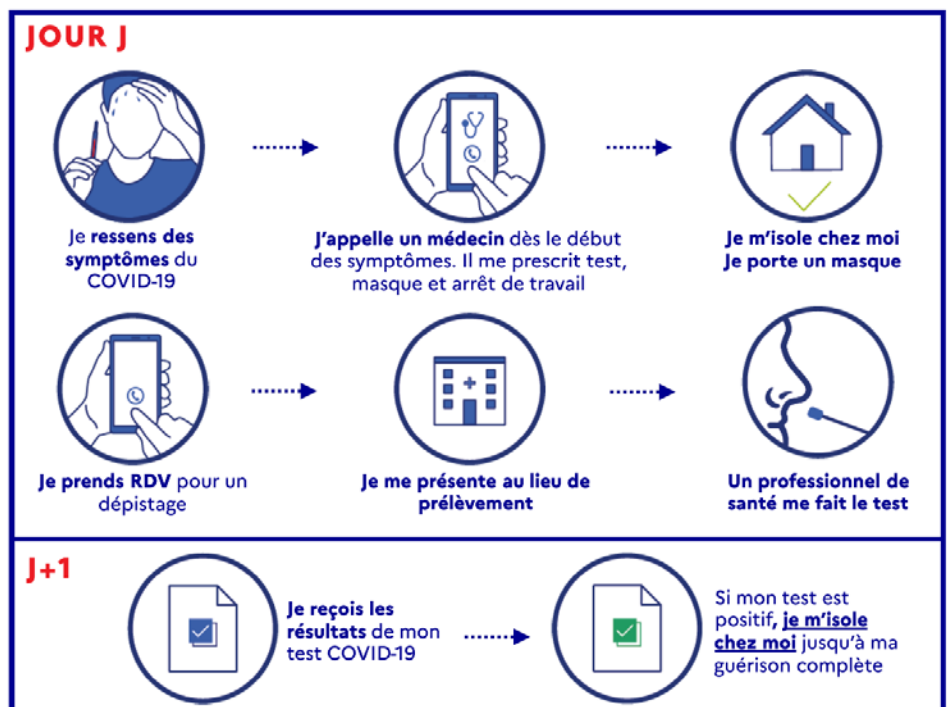 JOUR J
Je ressens des
symptômes du
COVID-19
J'appelle un médecin dès le début
des symptômes. Il me prescrit test,
masque et arrêt de travail
Je m'isole chez moi
Je porte un masque
Je prends RDV pour un
dépistage
Je me présente au lieu de
prélèvement
Un professionnel de
santé me fait le test
J+1
Je reçois les
résultats de mon
test COVID-19
Si mon test est
positif, je m'isole
chez moi jusqu'à ma
guérison complète